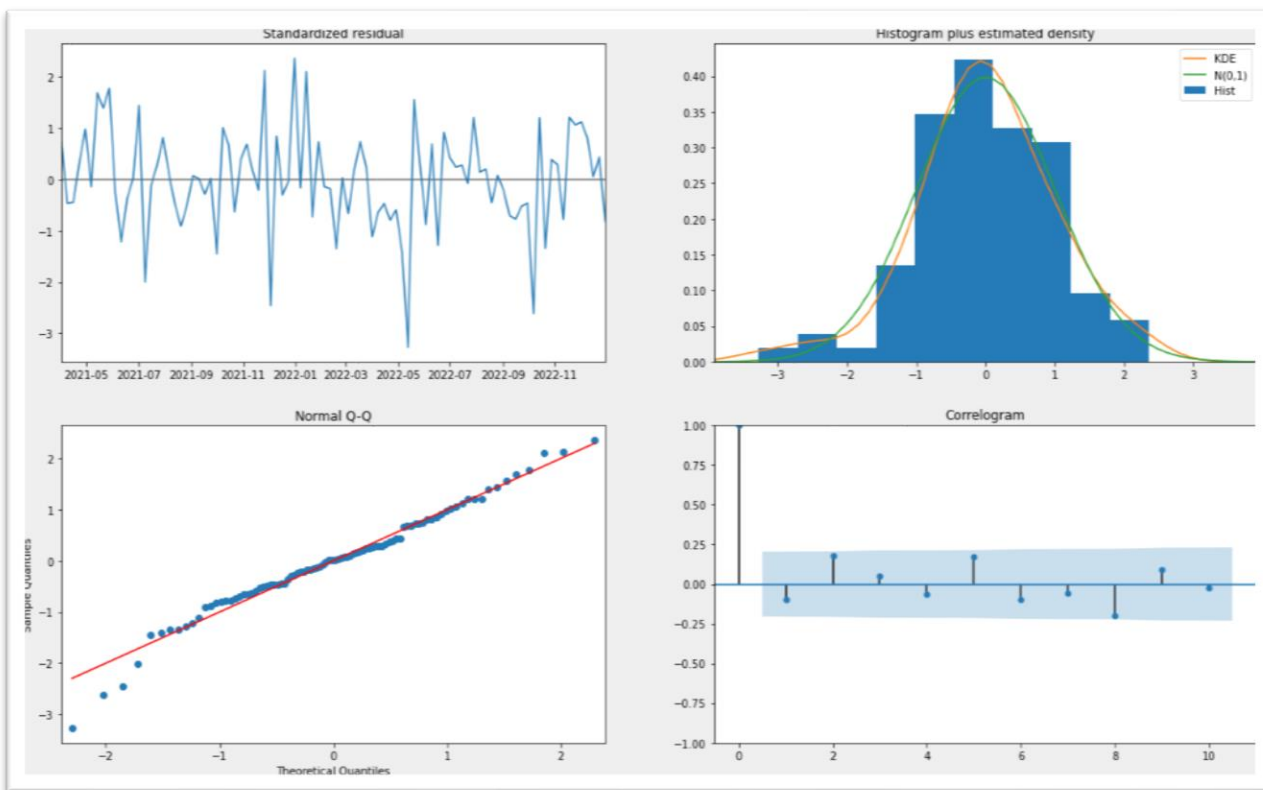 Standardized residual
2
1
0
−1
−2
−3
2021-05 2021-07 2021-09 2021-11 2022-01 2022-03 2022-05 2022-07 2022-09 2022-11
Histogram plus estimated density
KDE
N(0,1)
Hist
0.40
0.35
0.30
0.25
0.20
0.15
0.10
0.05
0.00
−3 −2 −1 0 1 2 3
Normal Q-Q
Sample Quantiles
2
1
0
−1
−2
−3
−2 −1 0 1 2
Theoretical Quantiles
Correlogram
1.00
0.75
0.50
0.25
0.00
−0.25
−0.50
−0.75
−1.00
0 2 4 6 8 10